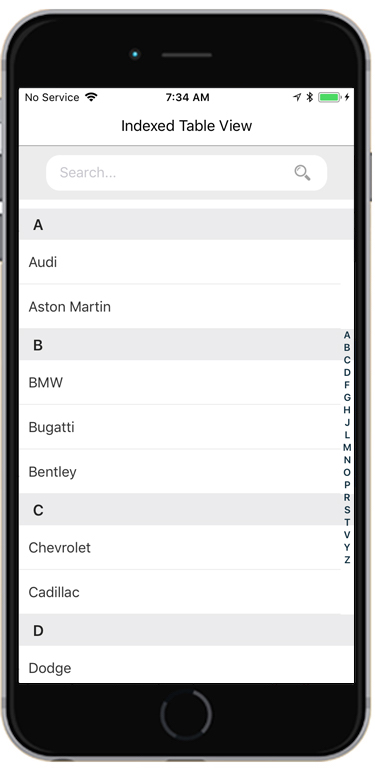 No Service 7:34 AM
Indexed Table View
Search...
A
Audi
Aston Martin
B
BMW
Bugatti
Bentley
C
Chevrolet
Cadillac
D
Dodge
A
B
C
D
F
G
H
J
L
M
N
O
P
R
S
T
V
Y
Z